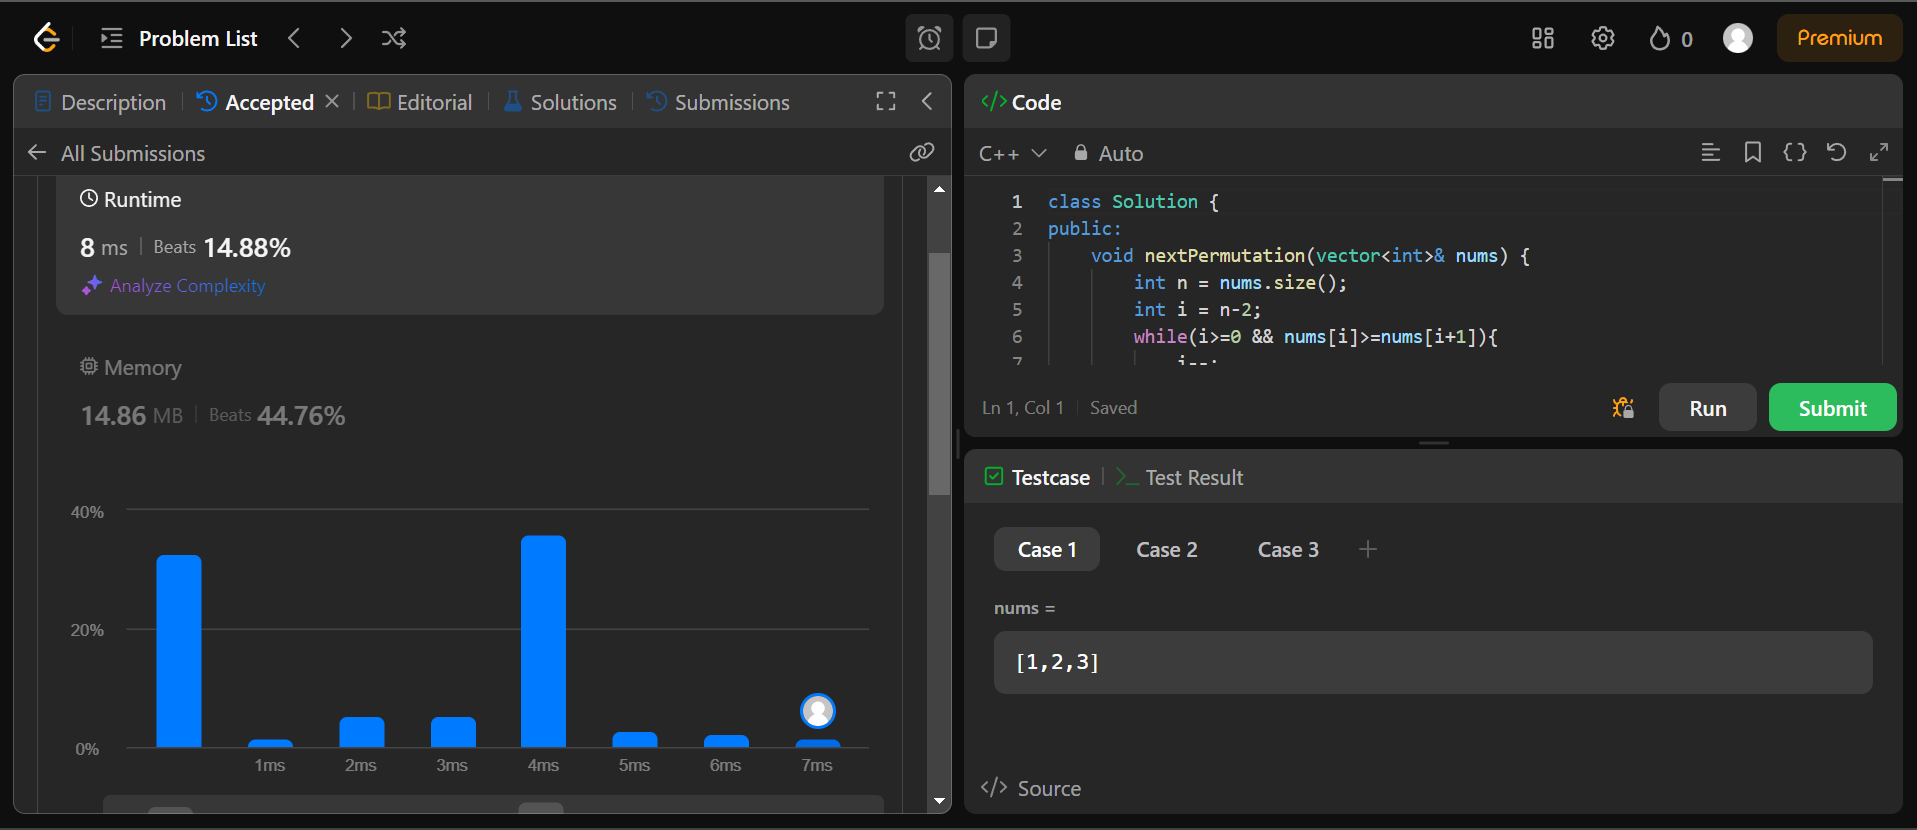 Problem List
0
Premium
Description
Accepted
Editorial
Solutions
Submissions
All Submissions
Runtime
8 ms | Beats 14.88%
Analyze Complexity
Memory
14.86 MB | Beats 44.76%
40%
20%
0%
1ms 2ms 3ms 4ms 5ms 6ms 7ms
</> Code
C++ Auto
1 class Solution {
2 public:
3 void nextPermutation(vector<int>& nums) {
4 int n = nums.size();
5 int i = n-2;
6 while(i>=0 && nums[i]>=nums[i+1]){
7 i--;
Ln 1, Col 1 | Saved
Run
Submit
Testcase
Test Result
Case 1 Case 2 Case 3 +
nums =
[1,2,3]
</> Source